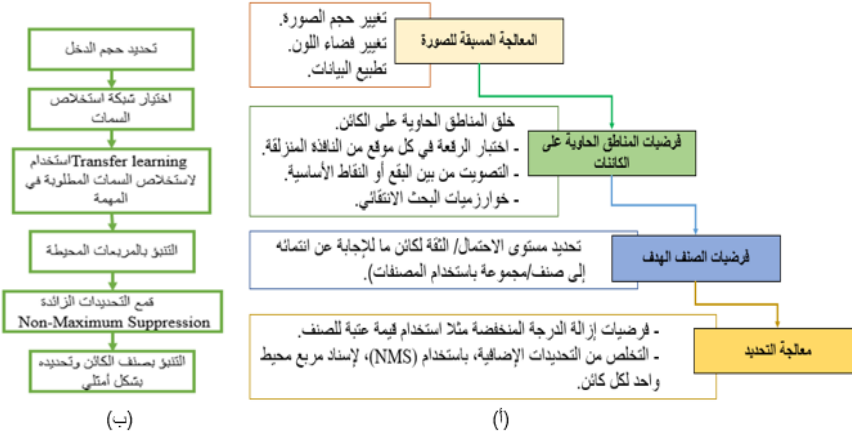 المعالجة المسبقة للصورة
تغيير حجم الصورة.
تغيير فضاء اللون.
تطبيع البيانات.
فرضيات المناطق الحاوية على
الكائنات
خلق المناطق الحاوية على الكائن.
- اختبار الرقعة في كل موقع من النافذة المنزلقة.
- التصويت من بين البقع أو النقاط الأساسية.
- خوارزميات البحث الانتقائي.
فرضيات الصنف الهدف
تحديد مستوى الاحتمال/ الثقة لكائن ما للإجابة عن انتمائه
إلى صنف/مجموعة باستخدام المصنفات).
معالجة التحديد
- فرضيات إزالة الدرجة المنخفضة مثلا استخدام قيمة عتبة للصنف.
- التخلص من التحديدات الإضافية، باستخدام (NMS)، لإسناد مربع محيط
واحد لكل كائن.
(أ)
تحديد حجم الدخل
اختيار شبكة استخلاص
السمات
استخدامTransfer learning
لاستخلاص السمات المطلوبة في
المهمة
التنبؤ بالمربعات المحيطة
قمع التحديدات الزائدة
Non-Maximum Suppression
التنبؤ بصنف الكائن وتحديده
بشكل أمثلي
(ب)